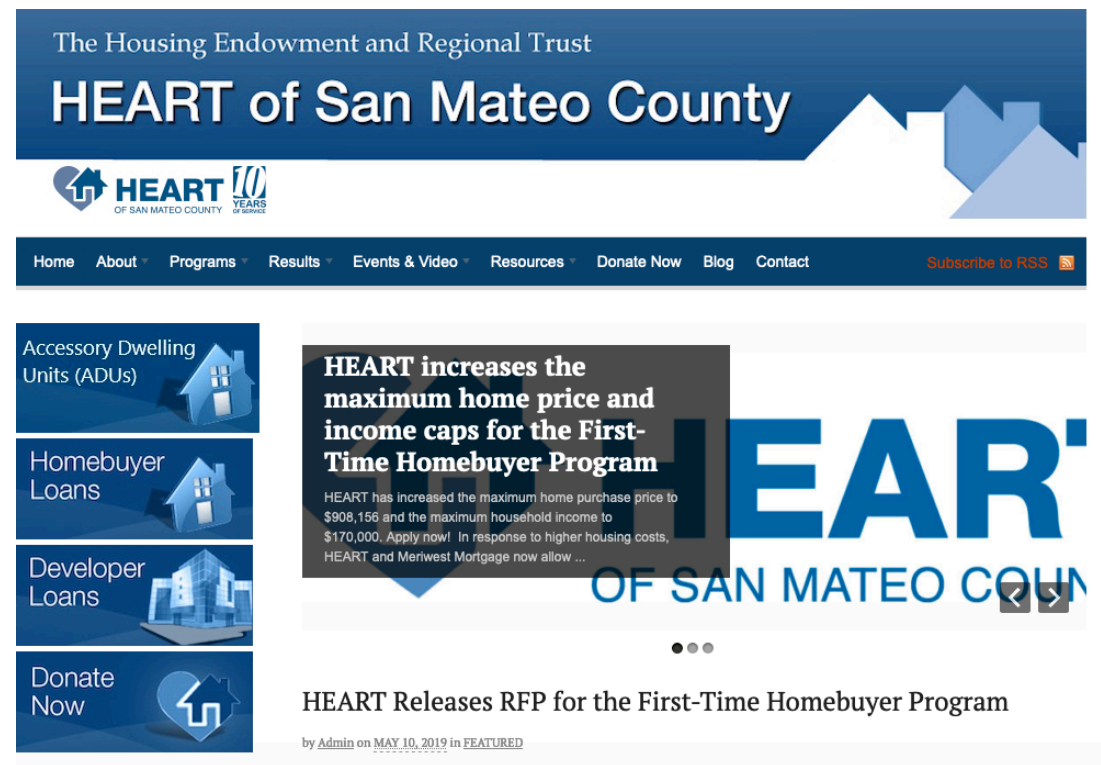 The Housing Endowment and Regional Trust
HEART of San Mateo County
HEART 10
OF SAN MATEO COUNTY YEARS OF SERVICE
Home About Programs Results Events & Video Resources Donate Now Blog Contact Subscribe to RSS
Accessory Dwelling
Units (ADUs)
Homebuyer
Loans
Developer
Loans
Donate
Now
HEART increases the
maximum home price and
income caps for the First-
Time Homebuyer Program
HEART has increased the maximum home purchase price to
$908,156 and the maximum household income to
$170,000. Apply now! In response to higher housing costs,
HEART and Meriwest Mortgage now allow ...
HEART
OF SAN MATEO COUN
HEART Releases RFP for the First-Time Homebuyer Program
by Admin on MAY 10, 2019 in FEATURED